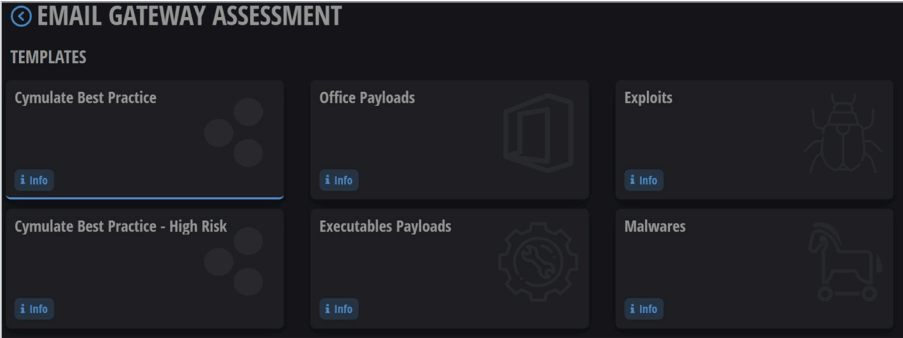 EMAIL GATEWAY ASSESSMENT
TEMPLATES
Cymulate Best Practice
Office Payloads
Exploits
i Info
i Info
i Info
Cymulate Best Practice - High Risk
Executables Payloads
Malwares
i Info
i Info
i Info